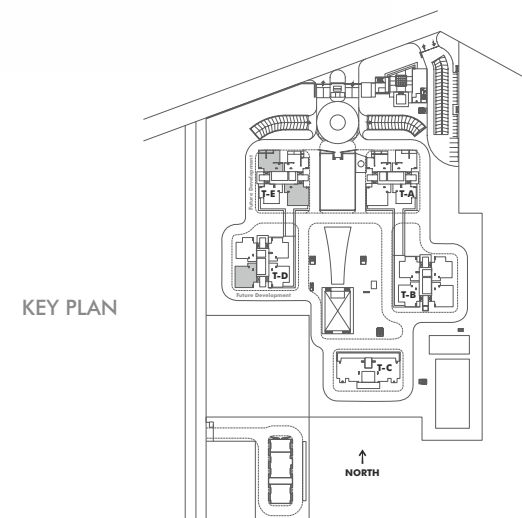 T-E
T-A
Future Development
T-D
T-B
Future Development
KEY PLAN
T-C
NORTH